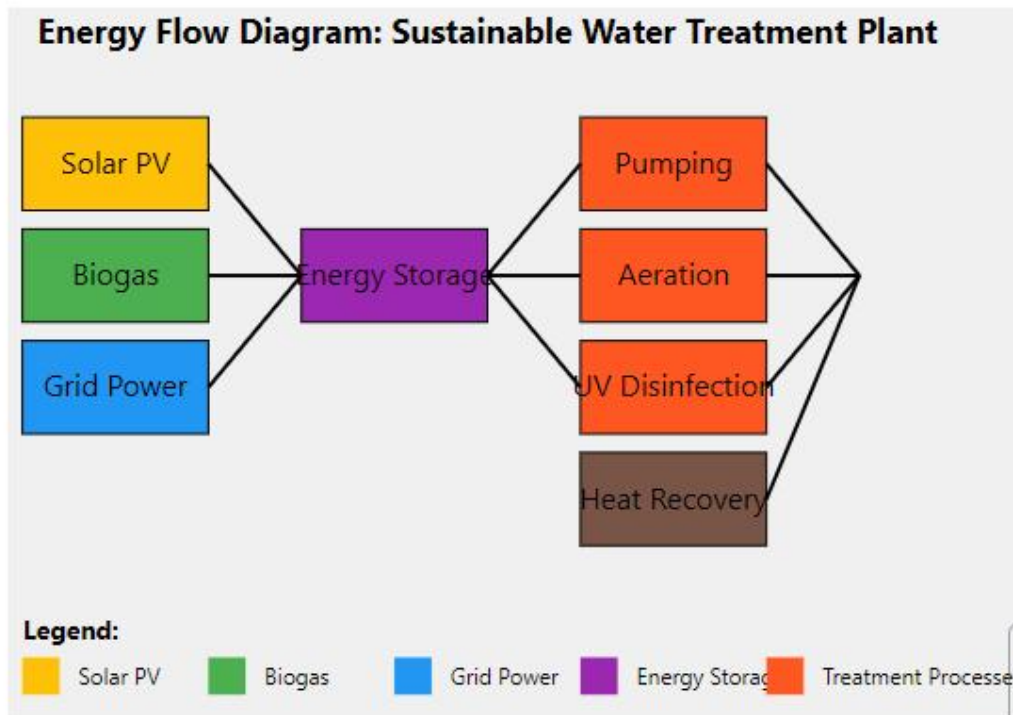 Energy Flow Diagram: Sustainable Water Treatment Plant
Solar PV
Pumping
Biogas
Energy Storage
Aeration
Grid Power
UV Disinfection
Heat Recovery
Legend:
Solar PV
Biogas
Grid Power
Energy Storag
Treatment Processe